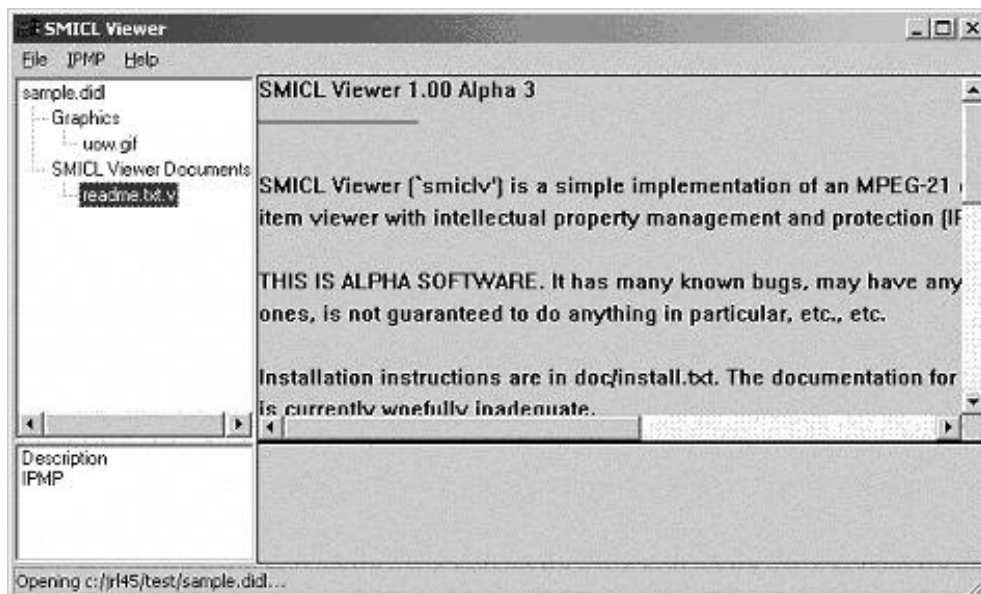 SMICL Viewer
File IPMP Help
sample.didl
Graphics
uow.gif
SMICL Viewer Documents
readme.txt.v
SMICL Viewer 1.00 Alpha 3
SMICL Viewer (`smiclv') is a simple implementation of an MPEG-21
item viewer with intellectual property management and protection (IP
THIS IS ALPHA SOFTWARE. It has many known bugs, may have any
ones, is not guaranteed to do anything in particular, etc., etc.
Installation instructions are in doc/install.txt. The documentation for
is currently woefully inadequate.
Description
IPMP
Opening c:/jrl45/test/sample.didl...